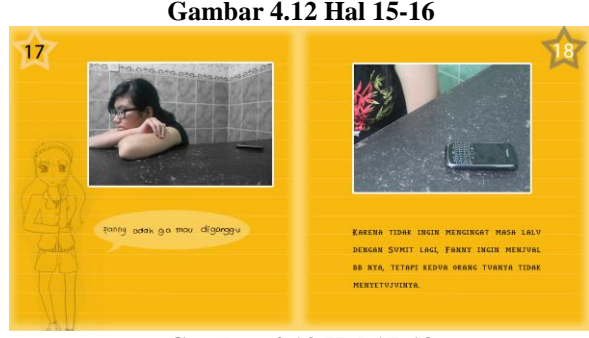 Gambar 4.12 Hal 15-16
17
Fanny udah ga mau diganggu
18
KARENA TIDAK INGIN MENGINGAT MASA LALU
DENGAN SUMIT LAGI, FANNY INGIN MENJUAL
BB NYA, TETAPI KEDUA ORANG TUANYA TIDAK
MENYETUJUINYA.